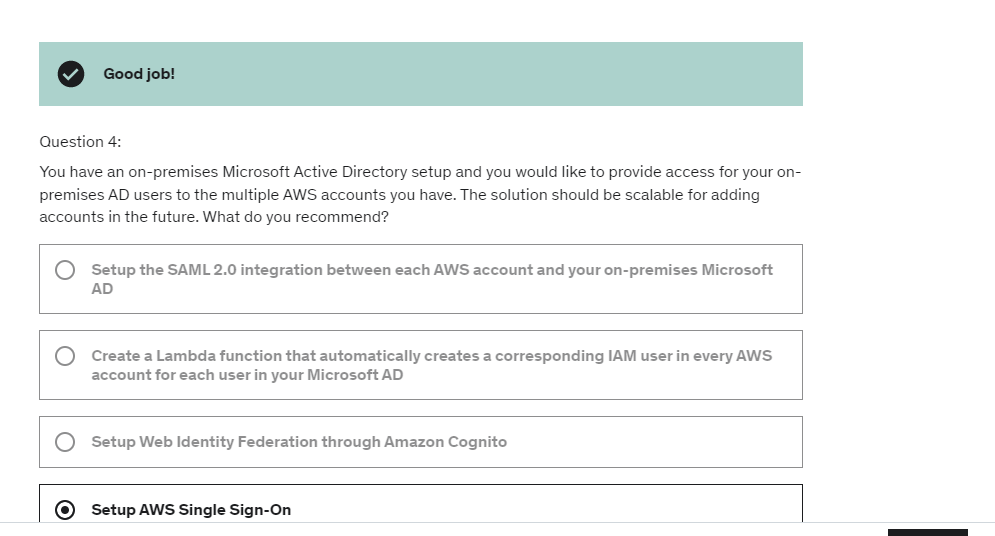 Good job!
Question 4:
You have an on-premises Microsoft Active Directory setup and you would like to provide access for your on-
premises AD users to the multiple AWS accounts you have. The solution should be scalable for adding
accounts in the future. What do you recommend?
Setup the SAML 2.0 integration between each AWS account and your on-premises Microsoft
AD
Create a Lambda function that automatically creates a corresponding IAM user in every AWS
account for each user in your Microsoft AD
Setup Web Identity Federation through Amazon Cognito
Setup AWS Single Sign-On